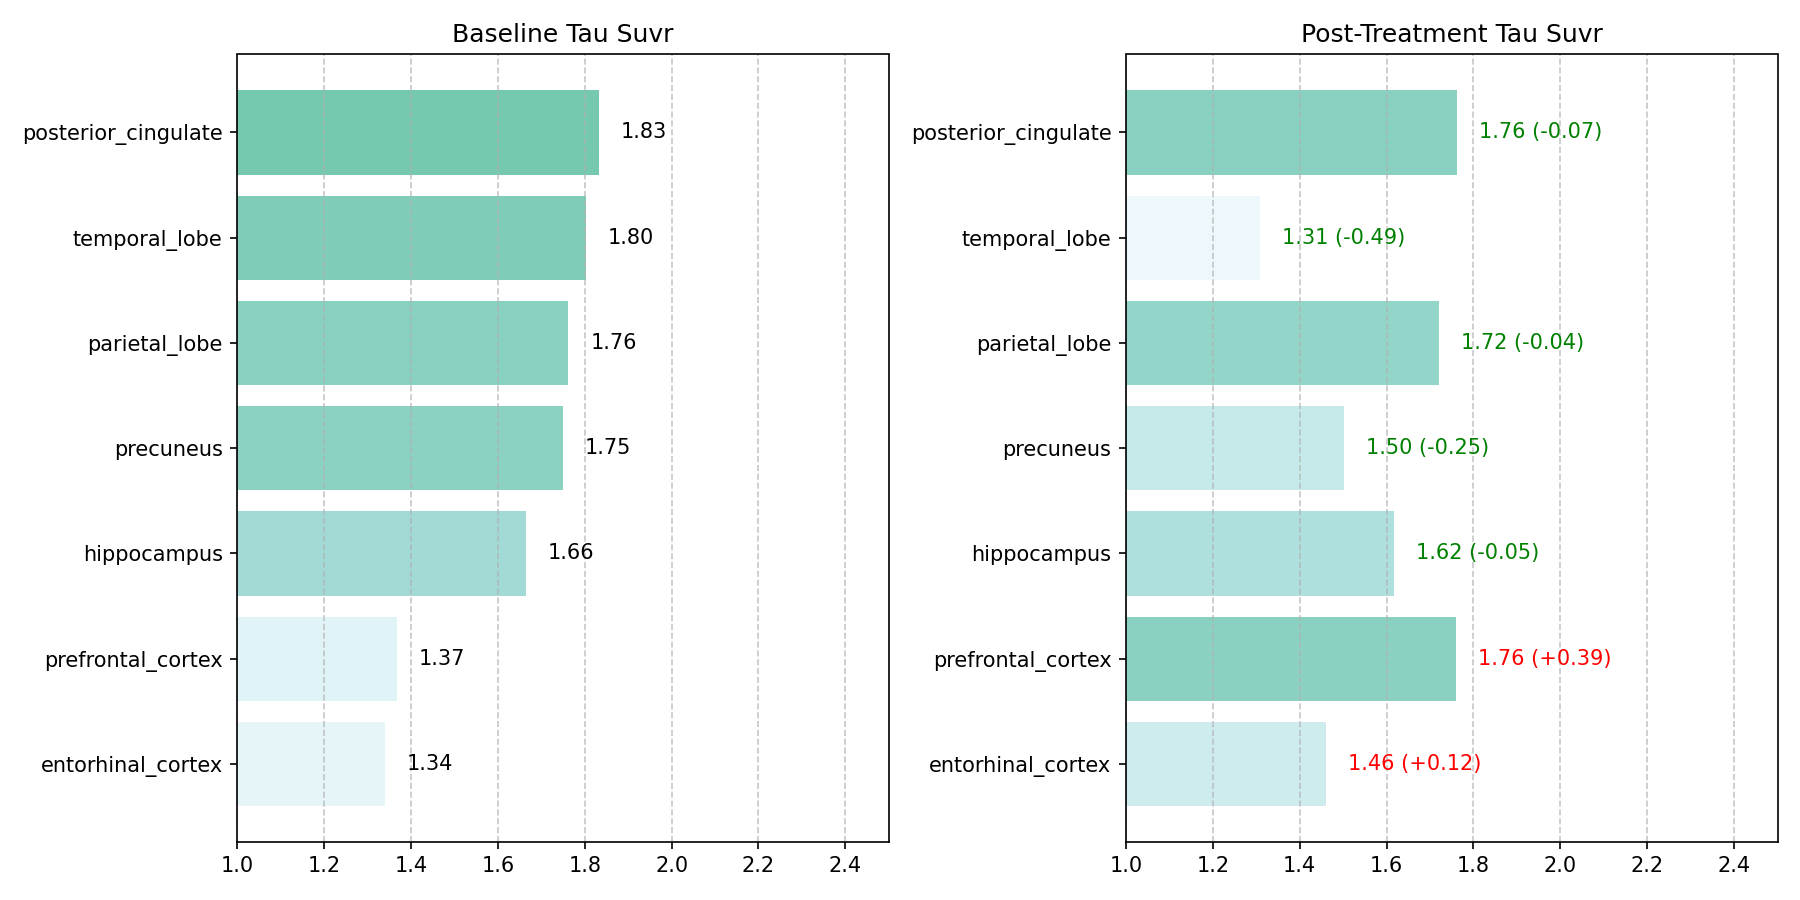 Baseline Tau Suvr
posterior_cingulate 1.83
temporal_lobe 1.80
parietal_lobe 1.76
precuneus 1.75
hippocampus 1.66
prefrontal_cortex 1.37
entorhinal_cortex 1.34
1.0 1.2 1.4 1.6 1.8 2.0 2.2 2.4
Post-Treatment Tau Suvr
posterior_cingulate 1.76 (-0.07)
temporal_lobe 1.31 (-0.49)
parietal_lobe 1.72 (-0.04)
precuneus 1.50 (-0.25)
hippocampus 1.62 (-0.05)
prefrontal_cortex 1.76 (+0.39)
entorhinal_cortex 1.46 (+0.12)
1.0 1.2 1.4 1.6 1.8 2.0 2.2 2.4